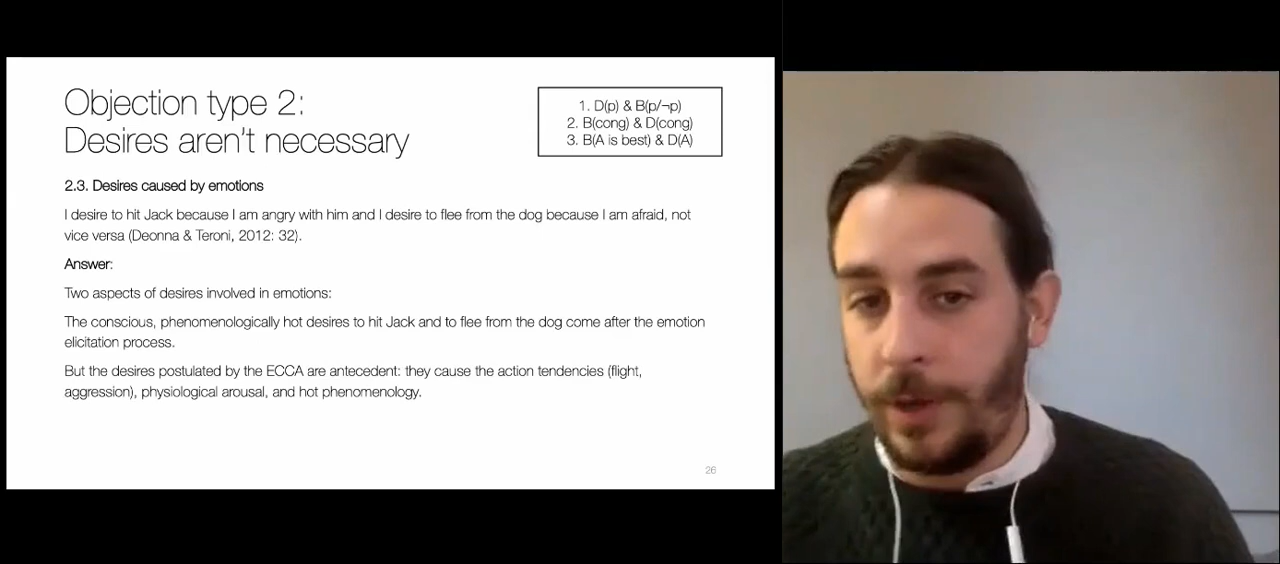 Objection type 2:
Desires aren't necessary
1. D(p) & B(p/¬p)
2. B(cong) & D(cong)
3. B(A is best) & D(A)
2.3. Desires caused by emotions
I desire to hit Jack because I am angry with him and I desire to flee from the dog because I am afraid, not
vice versa (Deonna & Teroni, 2012: 32).
Answer:
Two aspects of desires involved in emotions:
The conscious, phenomenologically hot desires to hit Jack and to flee from the dog come after the emotion
elicitation process.
But the desires postulated by the ECCA are antecedent: they cause the action tendencies (flight,
aggression), physiological arousal, and hot phenomenology.
26